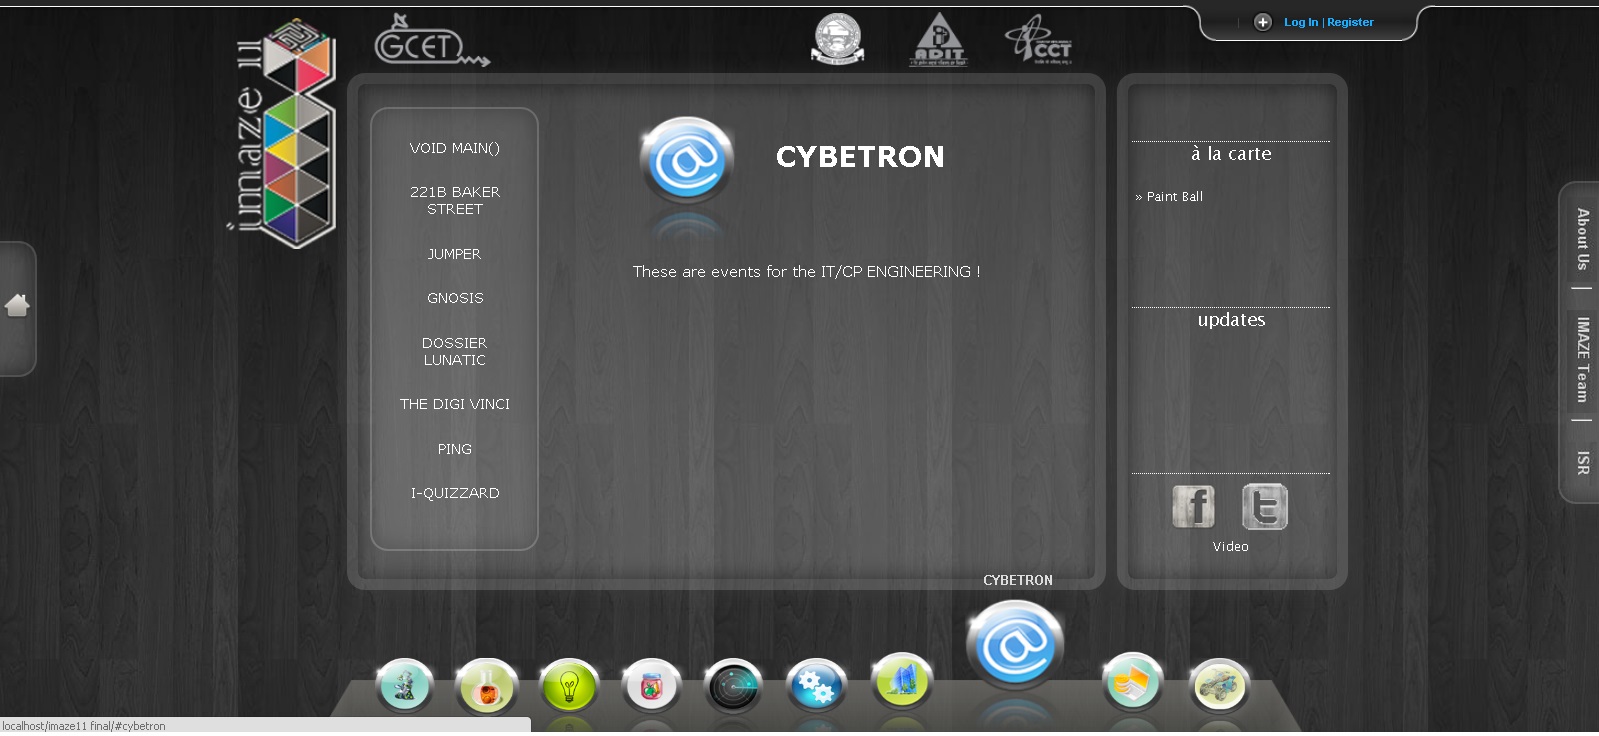 Log In | Register
imaze 11
GCET
ADIT
CCT
VOID MAIN()
221B BAKER
STREET
JUMPER
GNOSIS
DOSSIER
LUNATIC
THE DIGI VINCI
PING
I-QUIZZARD
@
CYBETRON
These are events for the IT/CP ENGINEERING !
à la carte
» Paint Ball
updates
f
t
Video
About Us
IMAZE Team
ISR
CYBETRON
@
localhost/imaze11 final/#cybetron